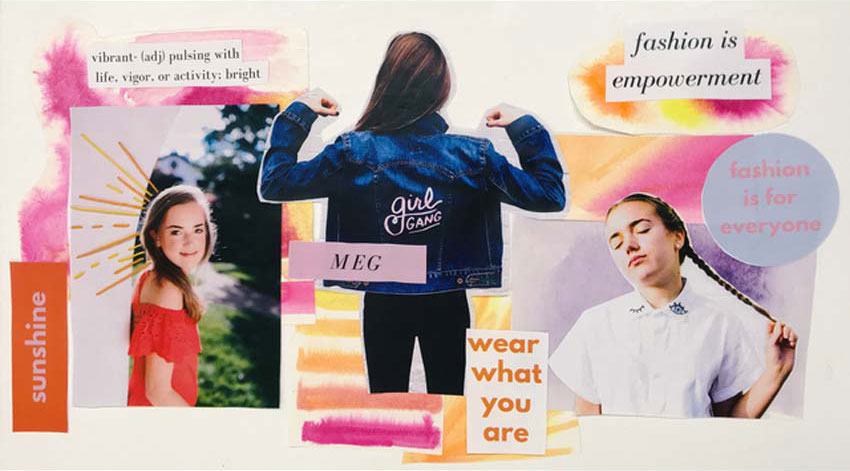 vibrant- (adj) pulsing with
life, vigor, or activity; bright
sunshine
girl
GANG
MEG
wear
what
you
are
fashion is
empowerment
fashion
is for
everyone